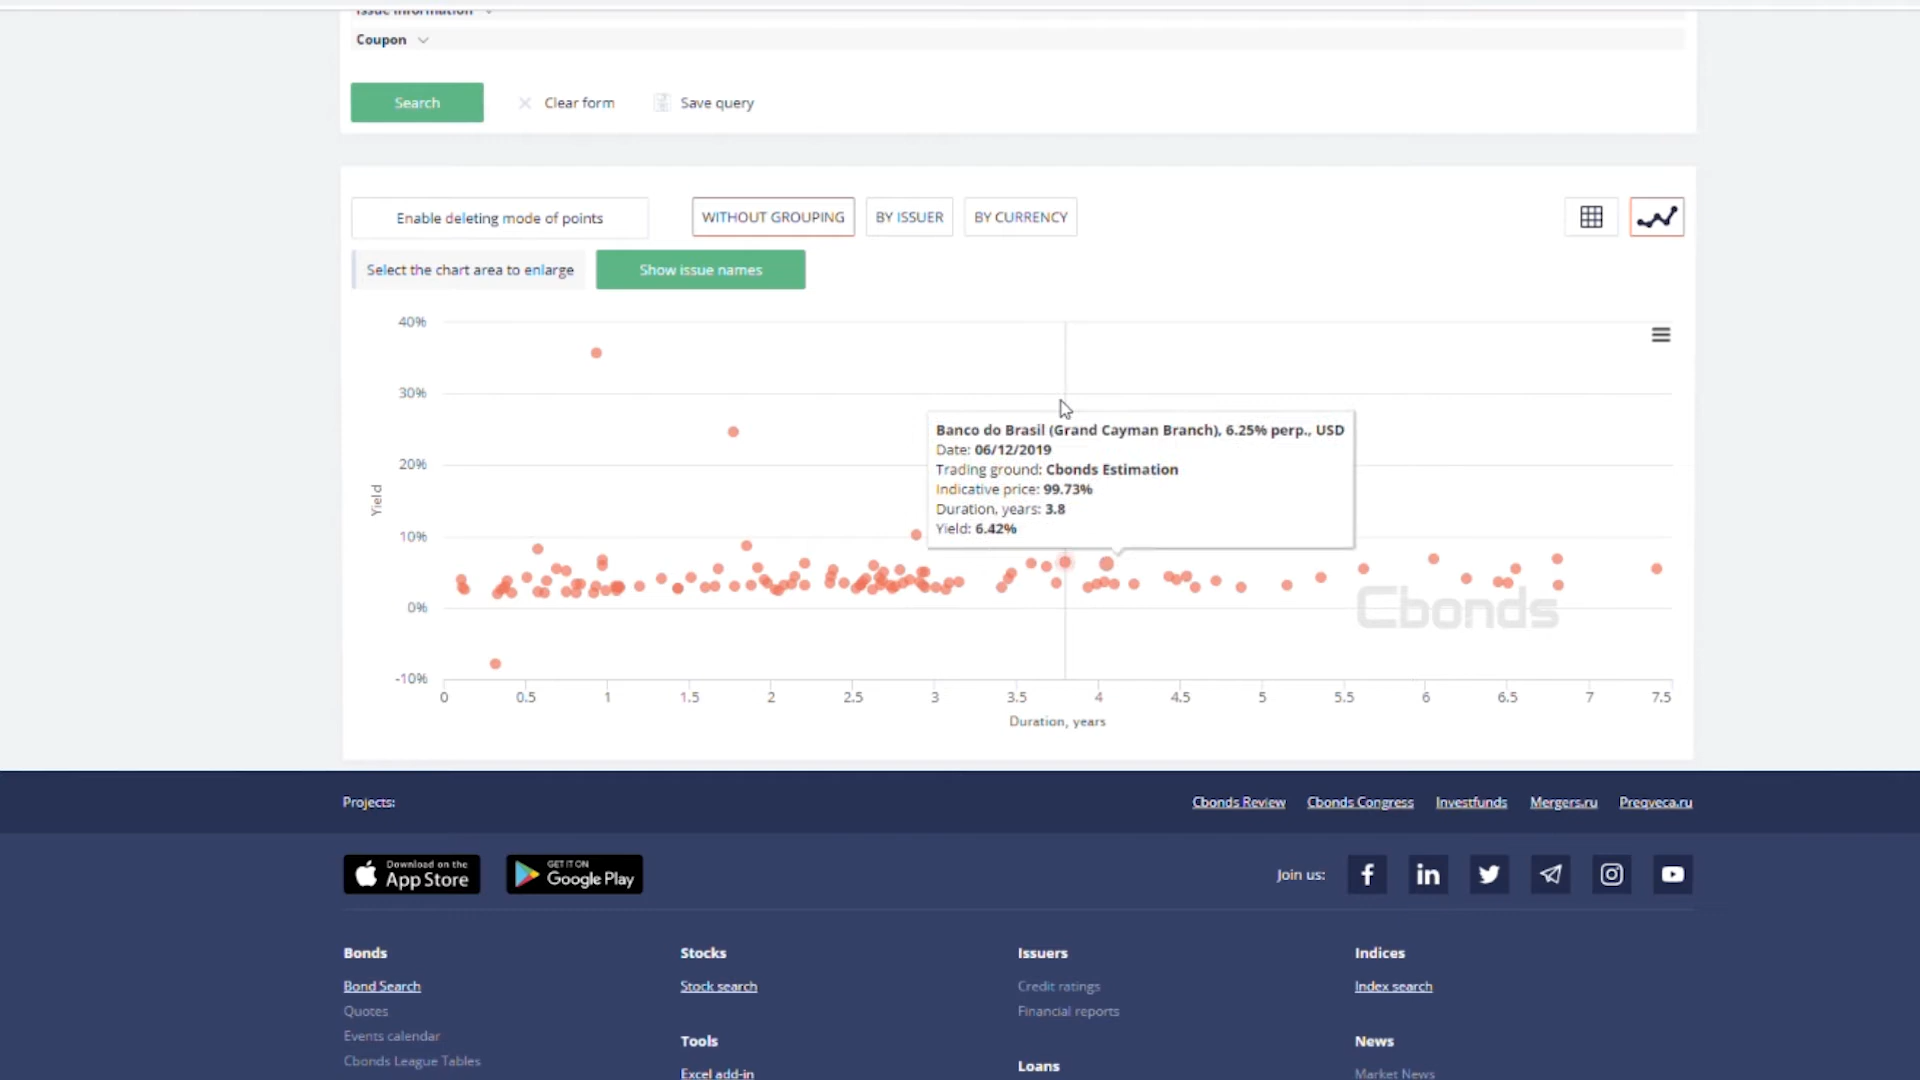 Issue information
Coupon
Search
Clear form
Save query
Enable deleting mode of points
WITHOUT GROUPING
BY ISSUER
BY CURRENCY
Select the chart area to enlarge
Show issue names
40%
30%
20%
10%
0%
-10%
Yield
Banco do Brasil (Grand Cayman Branch), 6.25% perp., USD
Date: 06/12/2019
Trading ground: Cbonds Estimation
Indicative price: 99.73%
Duration, years: 3.8
Yield: 6.42%
Cbonds
0 0.5 1 1.5 2 2.5 3 3.5 4 4.5 5 5.5 6 6.5 7 7.5
Duration, years
Projects:
Cbonds Review
Cbonds Congress
Investfunds
Mergers.ru
Preqveca.ru
Download on the
App Store
GET IT ON
Google Play
Join us:
Bonds
Bond Search
Quotes
Events calendar
Cbonds League Tables
Stocks
Stock search
Tools
Excel add-in
Issuers
Credit ratings
Financial reports
Loans
Indices
Index search
News
Market News